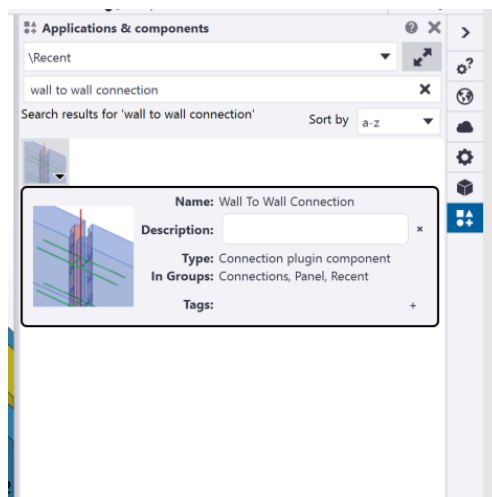 Applications & components
\Recent
wall to wall connection
Search results for 'wall to wall connection'
Sort by a-z
Name: Wall To Wall Connection
Description:
Type: Connection plugin component
In Groups: Connections, Panel, Recent
Tags: